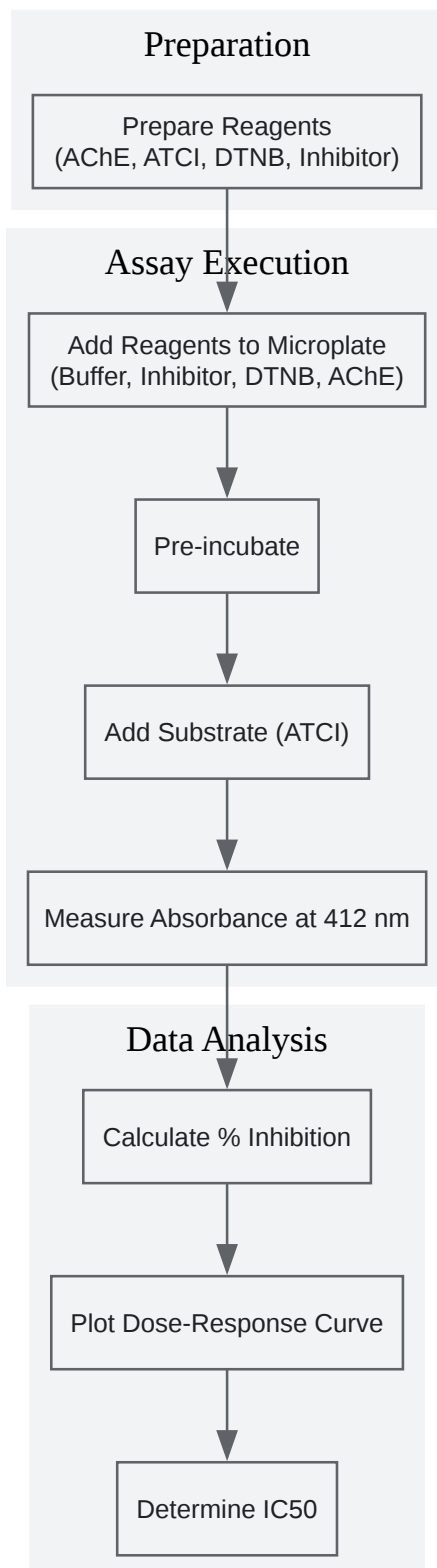 Preparation
Prepare Reagents
(AChE, ATCI, DTNB, Inhibitor)
Assay Execution
Add Reagents to Microplate
(Buffer, Inhibitor, DTNB, AChE)
Pre-incubate
Add Substrate (ATCI)
Measure Absorbance at 412 nm
Data Analysis
Calculate % Inhibition
Plot Dose-Response Curve
Determine IC50